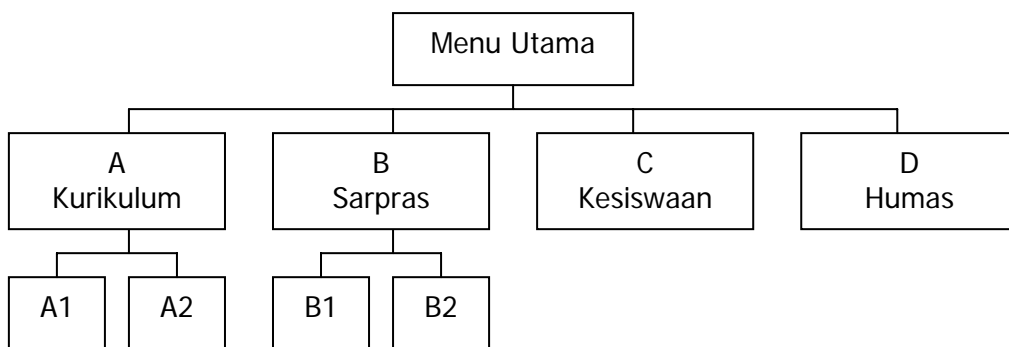 Menu Utama
A
Kurikulum
B
Sarpras
C
Kesiswaan
D
Humas
A1
A2
B1
B2